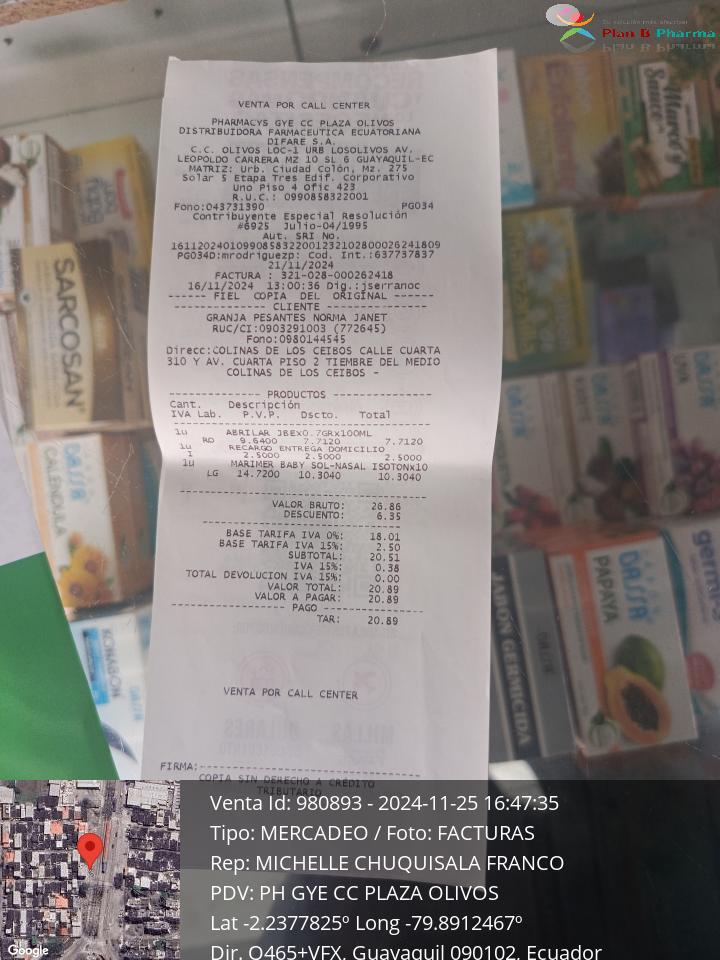 Plan B Pharma
VENTA POR CALL CENTER
PHARMACYS GYE CC PLAZA OLIVOS
DISTRIBUIDORA FARMACEUTICA ECUATORIANA
DIFARE S.A.
C.C. OLIVOS LOC-1 URB LOSOLIVOS AV.
LEOPOLDO CARRERA MZ 10 SL 6 GUAYAQUIL-EC
MATRIZ: Urb. Ciudad Colón, Mz. 275
Solar 5 Etapa Tres Edif. Corporativo
Uno Piso 4 Ofic 423
R.U.C.: 0990858322001
Fono:043731390 PG034
Contribuyente Especial Resolución
#6925 Julio-04/1995
Aut. SRI No.
1611202401099085832200123210280002624180​9
PG034D:mrodriguezp: Cod. Int.:637737837
21/11/2024
FACTURA : 321-028-000262418
16/11/2024 13:00:36 Dig.:jserranoc
------ FIEL COPIA DEL ORIGINAL ------
---------------- CLIENTE ----------------
GRANJA PESANTES NORMA JANET
RUC/CI:0903291003 (772645)
Fono:0980144545
Direcc:COLINAS DE LOS CEIBOS CALLE CUARTA
310 Y AV. CUARTA PISO 2 TIEMBRE DEL MEDIO
COLINAS DE LOS CEIBOS -
--------------- PRODUCTOS ---------------
Cant. Descripción
IVA Lab. P.V.P. Dscto. Total
1u ABRILAR JBEx0.7GRx100ML
RO 9.6400 7.7120 7.7120
1u RECARGO ENTREGA DOMICILIO
I 2.5000 2.5000 2.5000
1u MARIMER BABY SOL-NASAL ISOTONx10
LG 14.7200 10.3040 10.3040
VALOR BRUTO: 26.86
DESCUENTO: 6.35
BASE TARIFA IVA 0%: 18.01
BASE TARIFA IVA 15%: 2.50
SUBTOTAL: 20.51
IVA 15%: 0.38
TOTAL DEVOLUCION IVA 15%: 0.00
VALOR TOTAL: 20.89
VALOR A PAGAR: 20.89
------------------ PAGO ------------------
TAR: 20.89
VENTA POR CALL CENTER
FIRMA:
COPIA SIN DERECHO A CREDITO
TRIBUTARIO
SARCOSAN
DASSA
CALENDULA
KONABON
DASSA
PAPAYA
JABON GERMICIDA
Venta Id: 980893 - 2024-11-25 16:47:35
Tipo: MERCADEO / Foto: FACTURAS
Rep: MICHELLE CHUQUISALA FRANCO
PDV: PH GYE CC PLAZA OLIVOS
Lat -2.2377825º Long -79.8912467º
Dir. Q465+VFX, Guayaquil 090102, Ecuador
Google